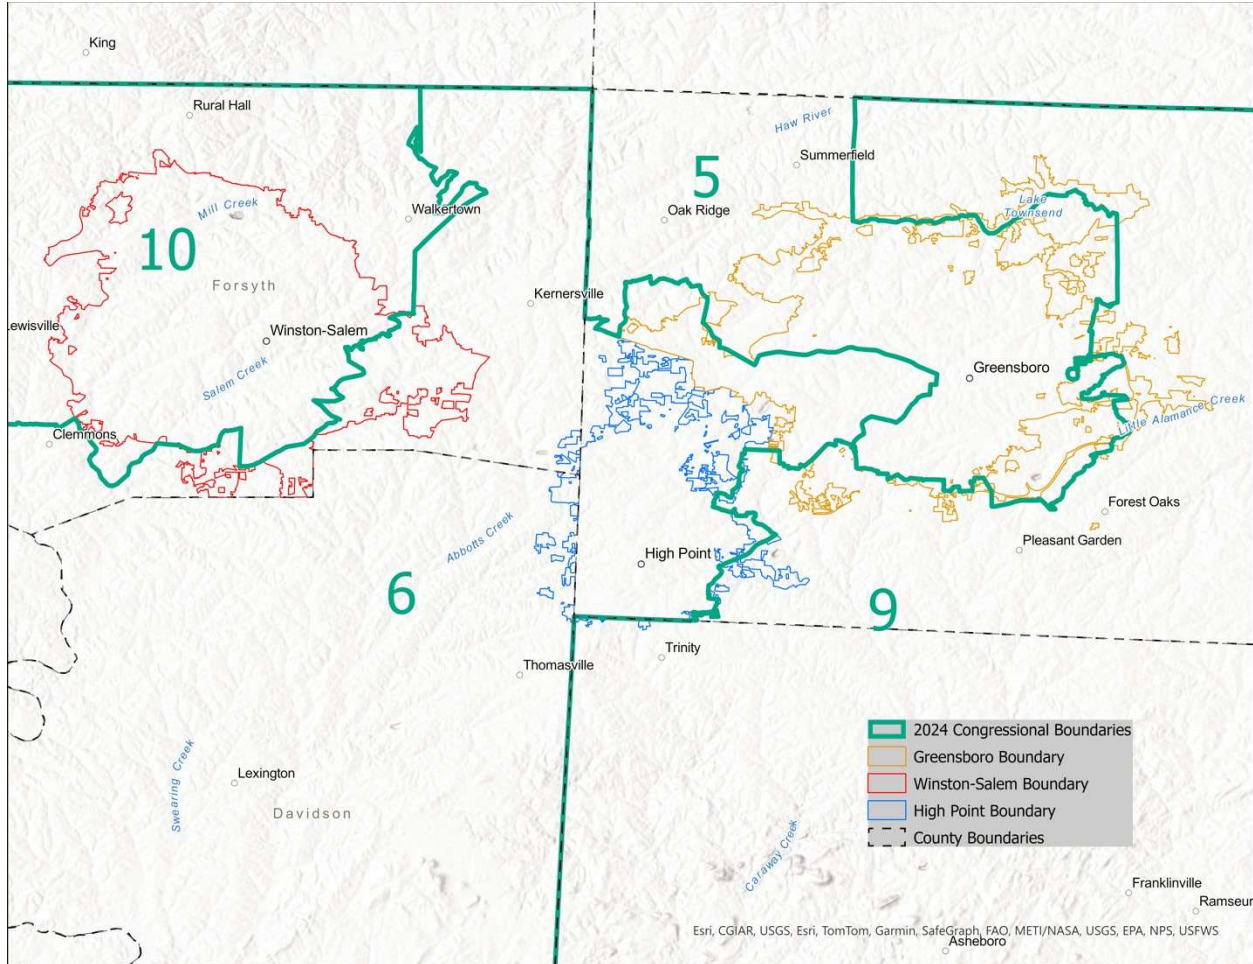 King
Rural Hall
Haw River
Summerfield
5
Oak Ridge
Lake
Townsend
Mill Creek
Walkertown
10
Forsyth
Kernersville
Lewisville
Winston-Salem
Salem Creek
Greensboro
Little Alamance Creek
Clemmons
Forest Oaks
Abbotts Creek
Pleasant Garden
High Point
6
9
Trinity
Thomasville
2024 Congressional Boundaries
Greensboro Boundary
Winston-Salem Boundary
High Point Boundary
County Boundaries
Swearing Creek
Lexington
Davidson
Caraway Creek
Franklinville
Ramseur
Esri, CGIAR, USGS, Esri, TomTom, Garmin, SafeGraph, FAO, METI/NASA, USGS, EPA, NPS, USFWS
Asheboro